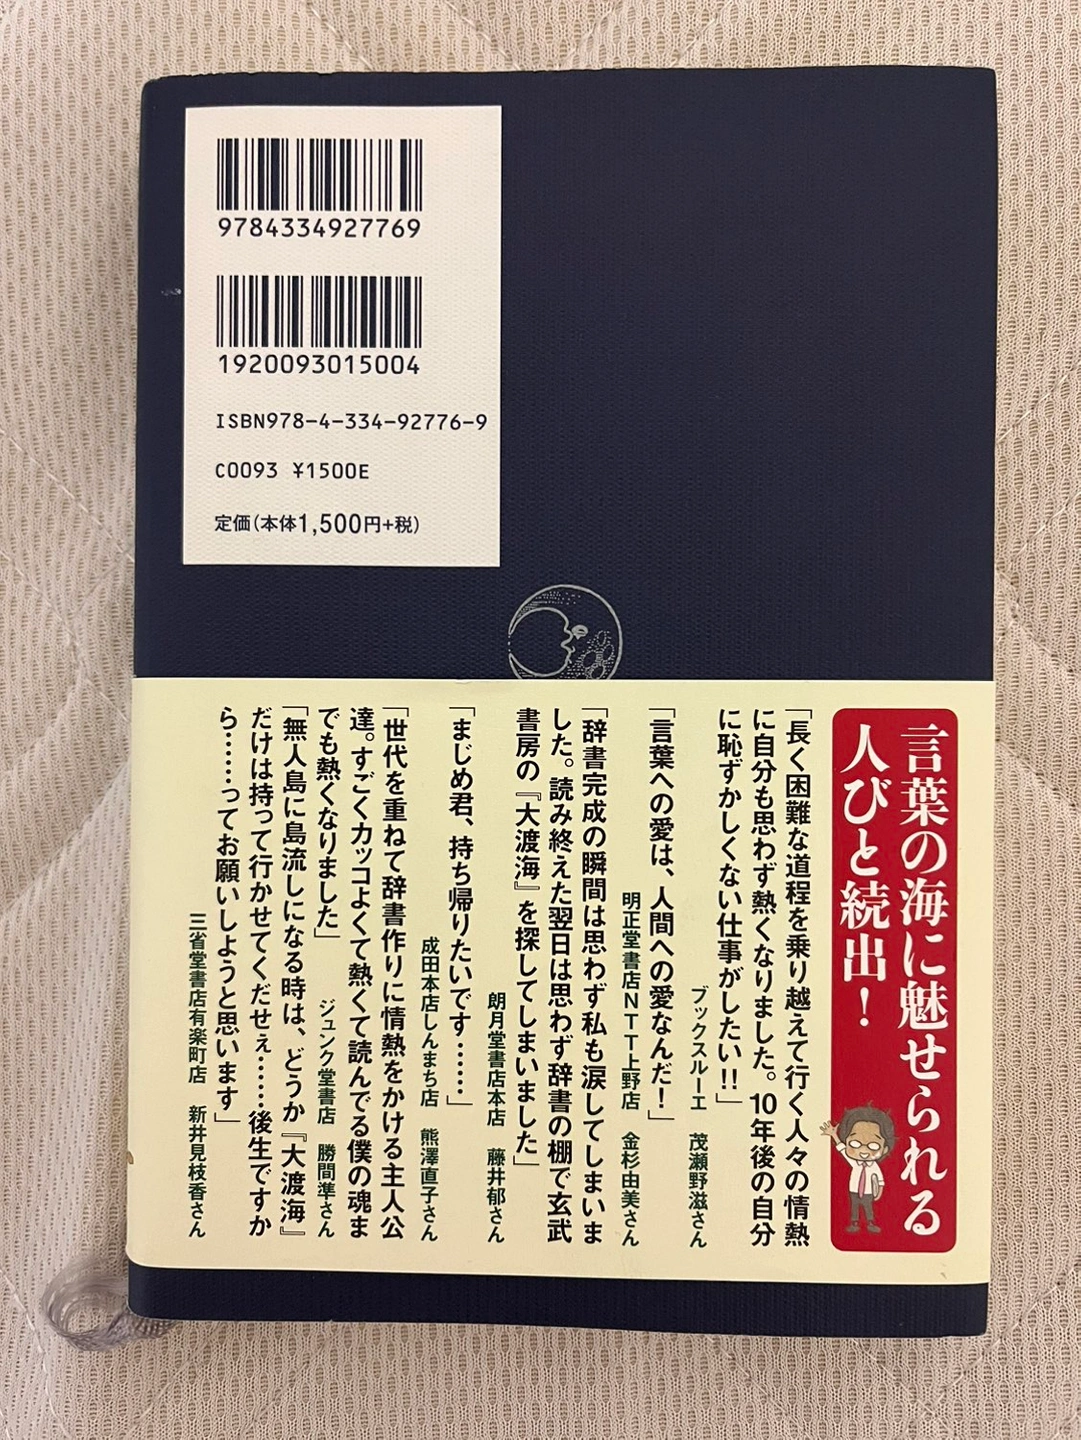 9784334927769
1920093015004
ISBN978-4-334-92776-9
C0093 ¥1500E
定価(本体1,500円+税)
言葉の海に魅せられる
人びと続出!
「長く困難な道程を乗り越えて行く人々の情熱
に自分も思わず熱くなりました。10年後の自分
に恥ずかしくない仕事がしたい!!」
ブックスルーエ 茂瀬野滋さん
「言葉への愛は、人間への愛なんだ!」
明正堂書店NTT上野店 金杉由美さん
「辞書完成の瞬間は思わず私も涙してしまいま
した。読み終えた翌日は思わず辞書の棚で玄武
書房の『大渡海』を探してしまいました」
朗月堂書店本店 藤井郁さん
「まじめ君、持ち帰りたいです……」
成田本店しんまち店 熊澤直子さん
「世代を重ねて辞書作りに情熱をかける主人公
達。すごくカッコよくて熱くて読んでる僕の魂ま
でも熱くなりました」
ジュンク堂書店 勝間準さん
「無人島に島流しになる時は、どうか『大渡海』
だけは持って行かせてくだせぇ……後生ですか
ら……ってお願いしようと思います」
三省堂書店有楽町店 新井見枝香さん